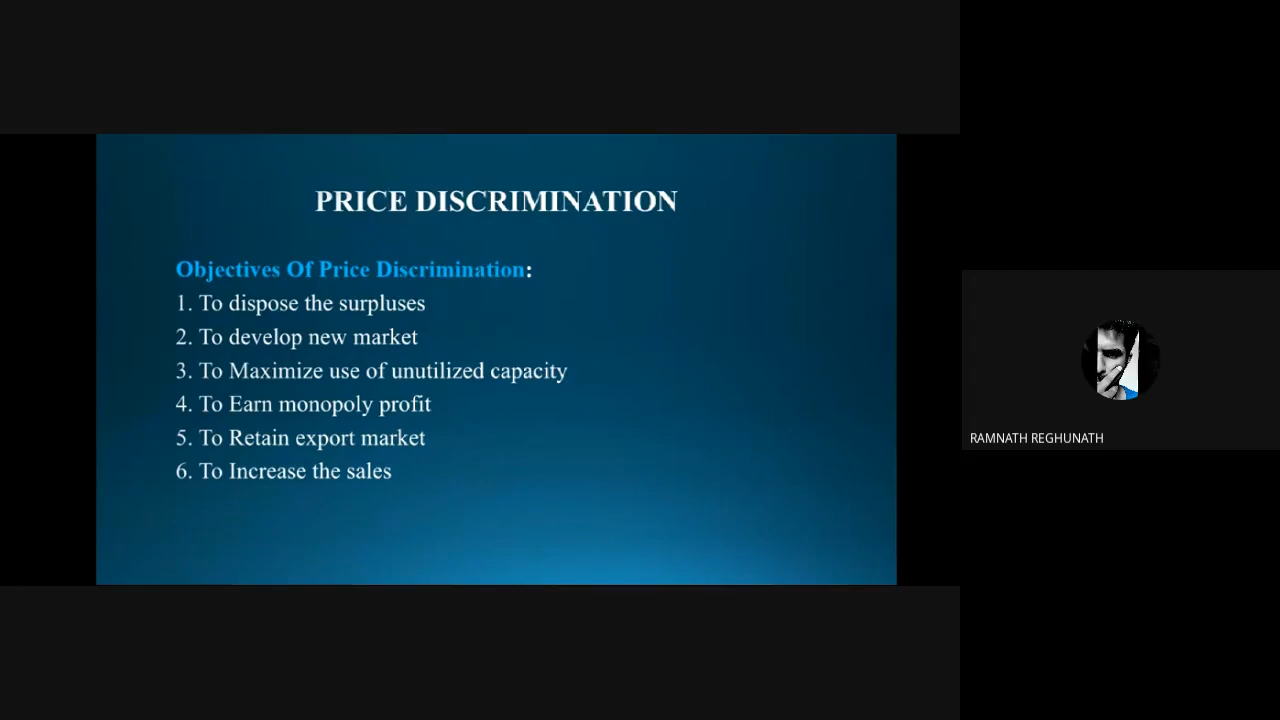 PRICE DISCRIMINATION
Objectives Of Price Discrimination:
1. To dispose the surpluses
2. To develop new market
3. To Maximize use of unutilized capacity
4. To Earn monopoly profit
5. To Retain export market
6. To Increase the sales
RAMNATH REGHUNATH